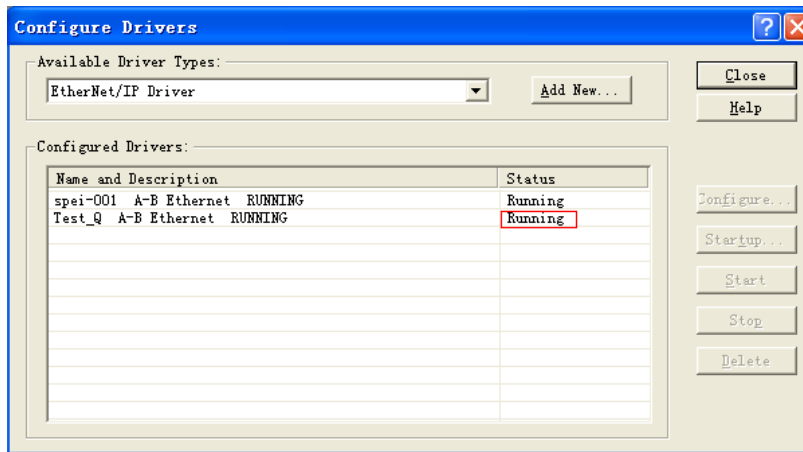 Configure Drivers
Available Driver Types:
EtherNet/IP Driver
Add New...
Close
Help
Configured Drivers:
Name and Description Status
spei-001 A-B Ethernet RUNNING Running
Test_Q A-B Ethernet RUNNING Running
Configure...
Startup...
Start
Stop
Delete